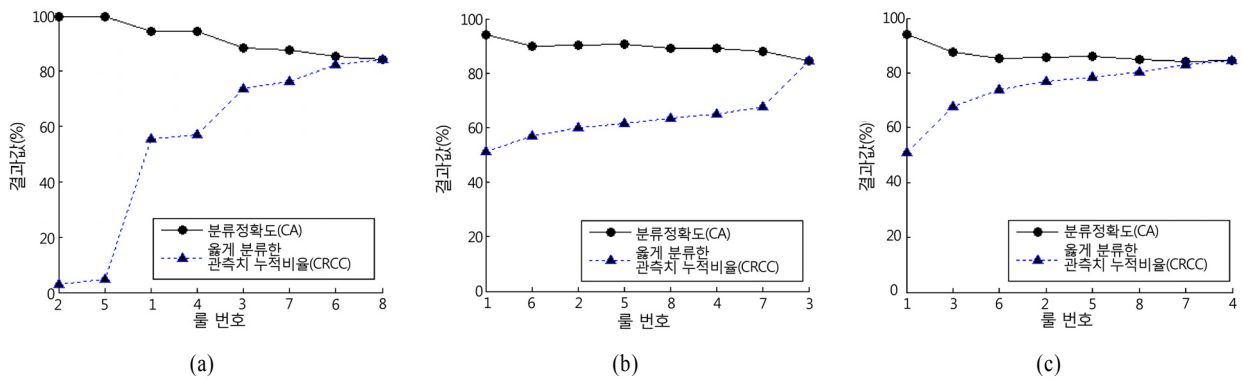 100
80
60
40
20
0
결과값(%)
분류정확도(CA)
옳게 분류한
관측치 누적비율(CRCC)
2 5 1 4 3 7 6 8
룰 번호
(a)
100
80
60
40
20
0
결과값(%)
분류정확도(CA)
옳게 분류한
관측치 누적비율(CRCC)
1 6 2 5 8 4 7 3
룰 번호
(b)
100
80
60
40
20
0
결과값(%)
분류정확도(CA)
옳게 분류한
관측치 누적비율(CRCC)
1 3 6 2 5 8 7 4
룰 번호
(c)